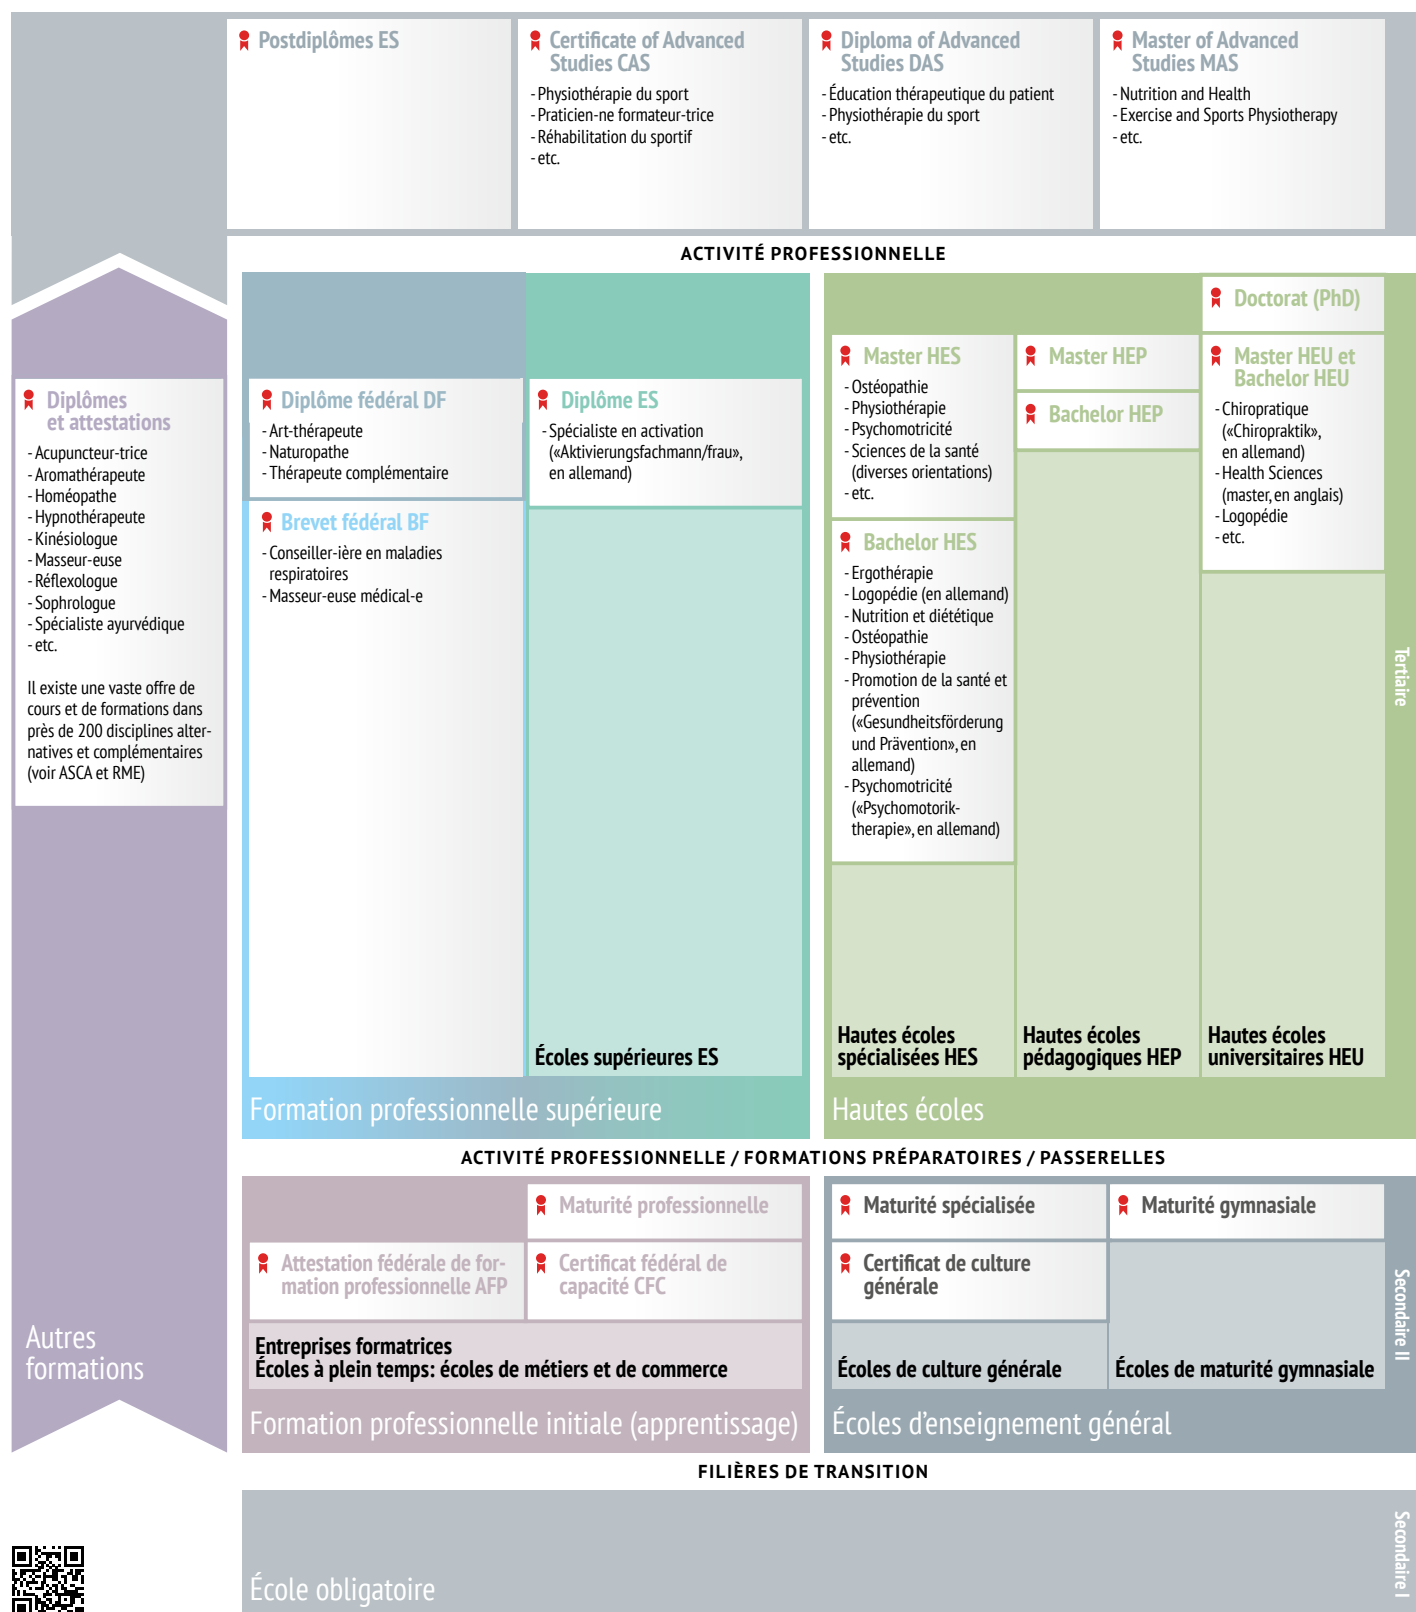 Postdiplômes ES
Certificate of Advanced
Studies CAS
- Physiothérapie du sport
- Praticien-ne formateur-trice
- Réhabilitation du sportif
- etc.
Diploma of Advanced
Studies DAS
- Éducation thérapeutique du patient
- Physiothérapie du sport
- etc.
Master of Advanced
Studies MAS
- Nutrition and Health
- Exercise and Sports Physiotherapy
- etc.
ACTIVITÉ PROFESSIONNELLE
Diplômes
et attestations
- Acupuncteur-trice
- Aromathérapeute
- Homéopathe
- Hypnothérapeute
- Kinésiologue
- Masseur-euse
- Réflexologue
- Sophrologue
- Spécialiste ayurvédique
- etc.
Il existe une vaste offre de
cours et de formations dans
près de 200 disciplines alter-
natives et complémentaires
(voir ASCA et RME)
Autres
formations
Diplôme fédéral DF
- Art-thérapeute
- Naturopathe
- Thérapeute complémentaire
Brevet fédéral BF
- Conseiller-ière en maladies
respiratoires
- Masseur-euse médical-e
Diplôme ES
- Spécialiste en activation
(«Aktivierungsfachmann/frau»,
en allemand)
Écoles supérieures ES
Formation professionnelle supérieure
Master HES
- Ostéopathie
- Physiothérapie
- Psychomotricité
- Sciences de la santé
(diverses orientations)
- etc.
Bachelor HES
- Ergothérapie
- Logopédie (en allemand)
- Nutrition et diététique
- Ostéopathie
- Physiothérapie
- Promotion de la santé et
prévention
(«Gesundheitsförderung
und Prävention», en
allemand)
- Psychomotricité
(«Psychomotorik-
therapie», en allemand)
Hautes écoles
spécialisées HES
Master HEP
Bachelor HEP
Hautes écoles
pédagogiques HEP
Doctorat (PhD)
Master HEU et
Bachelor HEU
- Chiropratique
(«Chiropraktik»,
en allemand)
- Health Sciences
(master, en anglais)
- Logopédie
- etc.
Hautes écoles
universitaires HEU
Hautes écoles
Tertiaire
ACTIVITÉ PROFESSIONNELLE / FORMATIONS PRÉPARATOIRES / PASSERELLES
Maturité professionnelle
Attestation fédérale de for-
mation professionnelle AFP
Certificat fédéral de
capacité CFC
Entreprises formatrices
Écoles à plein temps: écoles de métiers et de commerce
Formation professionnelle initiale (apprentissage)
Maturité spécialisée
Certificat de culture
générale
Écoles de culture générale
Maturité gymnasiale
Écoles de maturité gymnasiale
Écoles d'enseignement général
Secondaire II
FILIÈRES DE TRANSITION
École obligatoire
Secondaire I